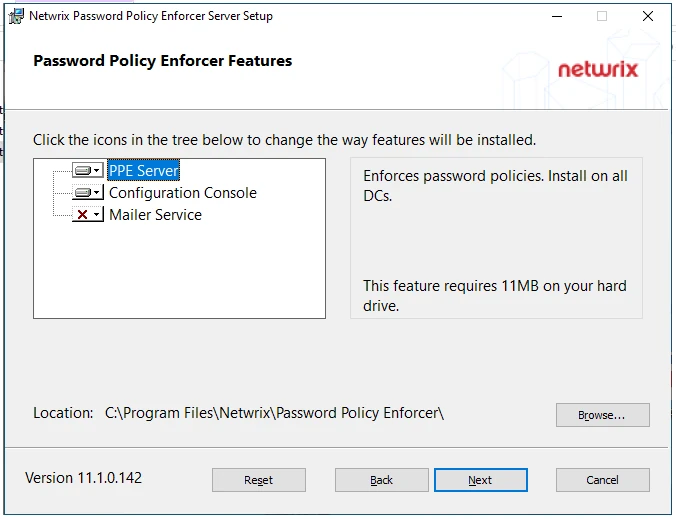 Netwrix Password Policy Enforcer Server Setup
Password Policy Enforcer Features
netwrix
Click the icons in the tree below to change the way features will be installed.
PPE Server
Configuration Console
Mailer Service
Enforces password policies. Install on all
DCs.
This feature requires 11MB on your hard
drive.
Location: C:\Program Files\Netwrix\Password Policy Enforcer\
Browse...
Version 11.1.0.142
Reset
Back
Next
Cancel